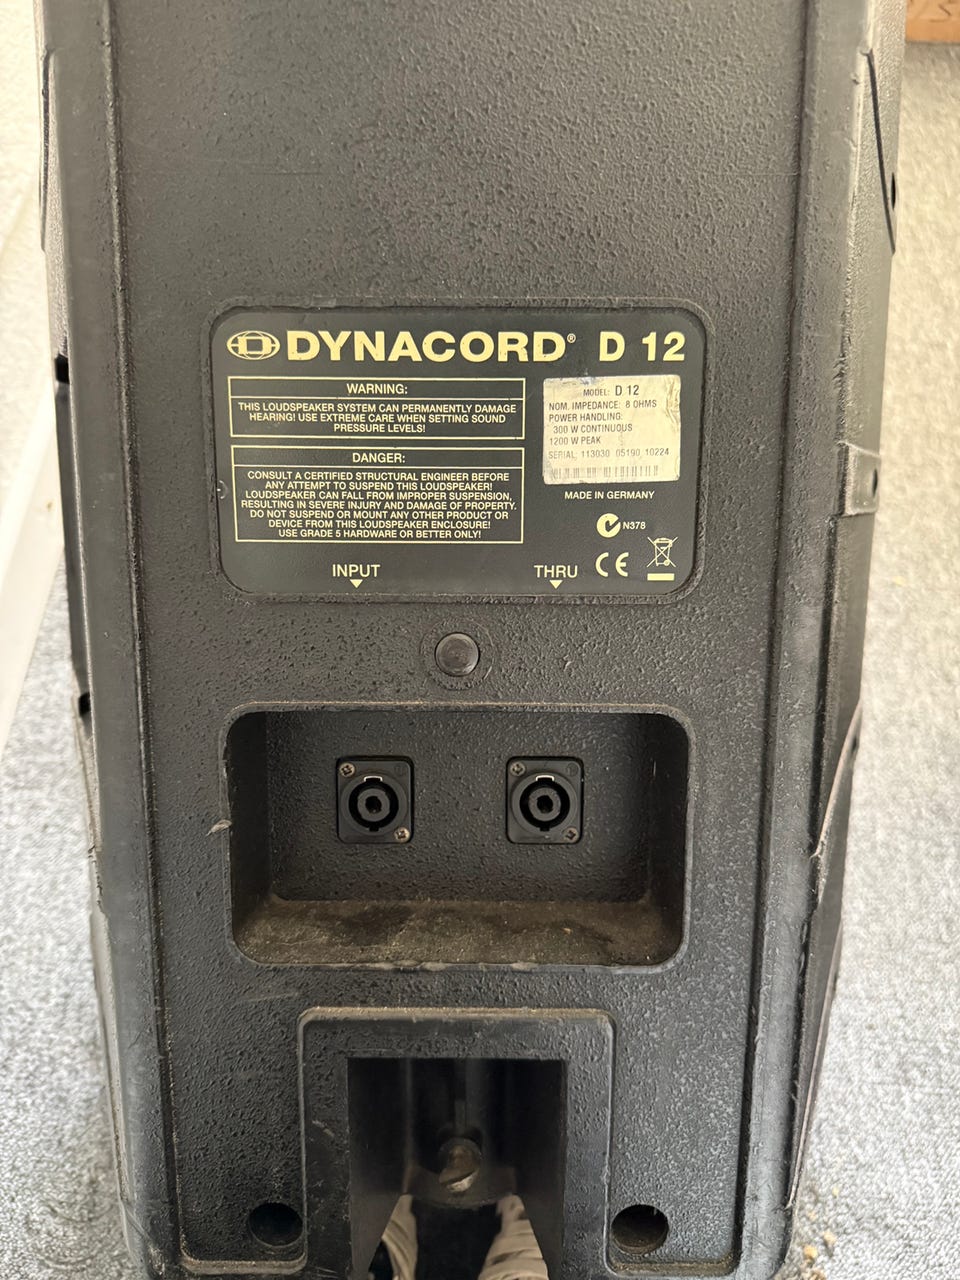 DYNACORD® D 12
WARNING:
THIS LOUDSPEAKER SYSTEM CAN PERMANENTLY DAMAGE
HEARING! USE EXTREME CARE WHEN SETTING SOUND
PRESSURE LEVELS!
DANGER:
CONSULT A CERTIFIED STRUCTURAL ENGINEER BEFORE
ANY ATTEMPT TO SUSPEND THIS LOUDSPEAKER!
LOUDSPEAKER CAN FALL FROM IMPROPER SUSPENSION,
RESULTING IN SEVERE INJURY AND DAMAGE OF PROPERTY.
DO NOT SUSPEND OR MOUNT ANY OTHER PRODUCT OR
DEVICE FROM THIS LOUDSPEAKER ENCLOSURE!
USE GRADE 5 HARDWARE OR BETTER ONLY!
MODEL: D 12
NOM. IMPEDANCE: 8 OHMS
POWER HANDLING:
300 W CONTINUOUS
1200 W PEAK
SERIAL: 113030 05190 10224
MADE IN GERMANY
N378
CE
INPUT
THRU